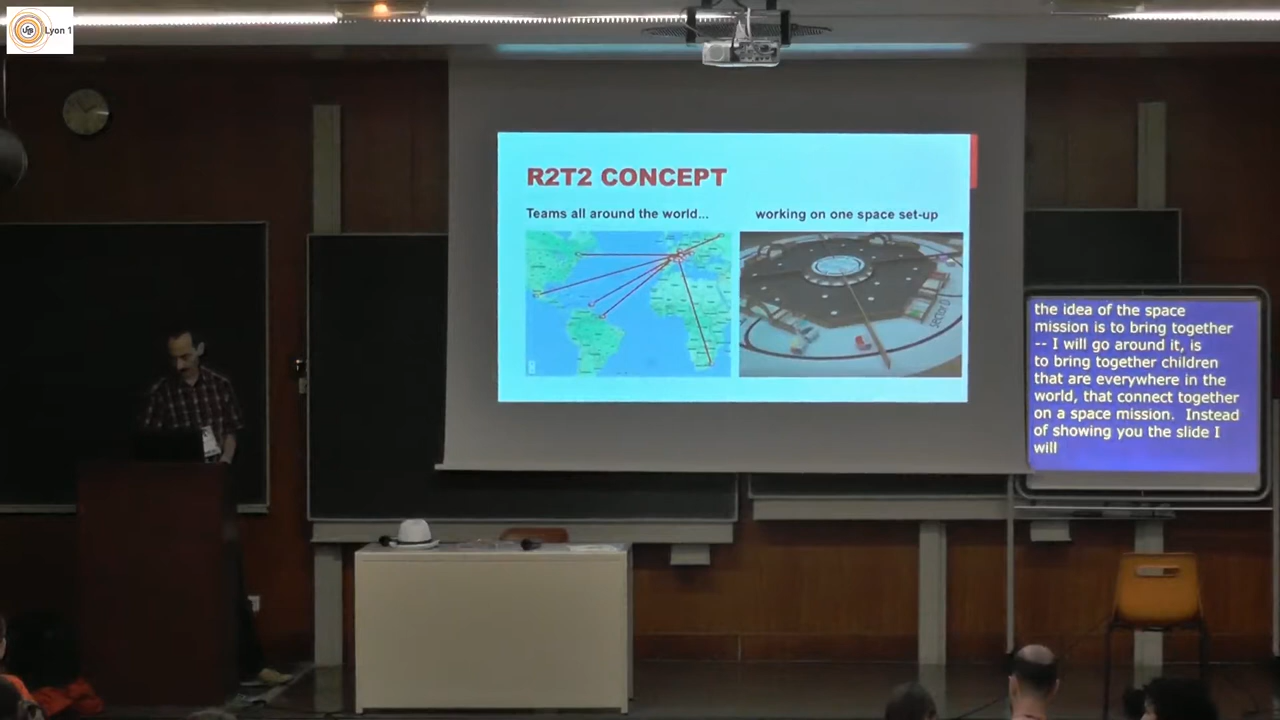 Lyon 1
R2T2 CONCEPT
Teams all around the world...
working on one space set-up
sector D
the idea of the space
mission is to bring together
-- I will go around it, is
to bring together children
that are everywhere in the
world, that connect together
on a space mission.  Instead
of showing you the slide I
will